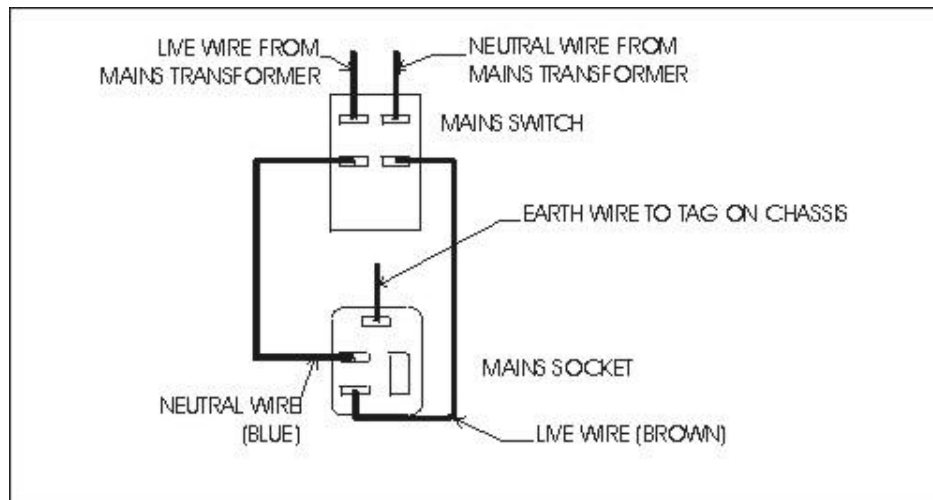 LIVE WIRE FROM
MAINS TRANSFORMER
NEUTRAL WIRE FROM
MAINS TRANSFORMER
MAINS SWITCH
EARTH WIRE TO TAG ON CHASSIS
MAINS SOCKET
NEUTRAL WIRE
(BLUE)
LIVE WIRE (BROWN)